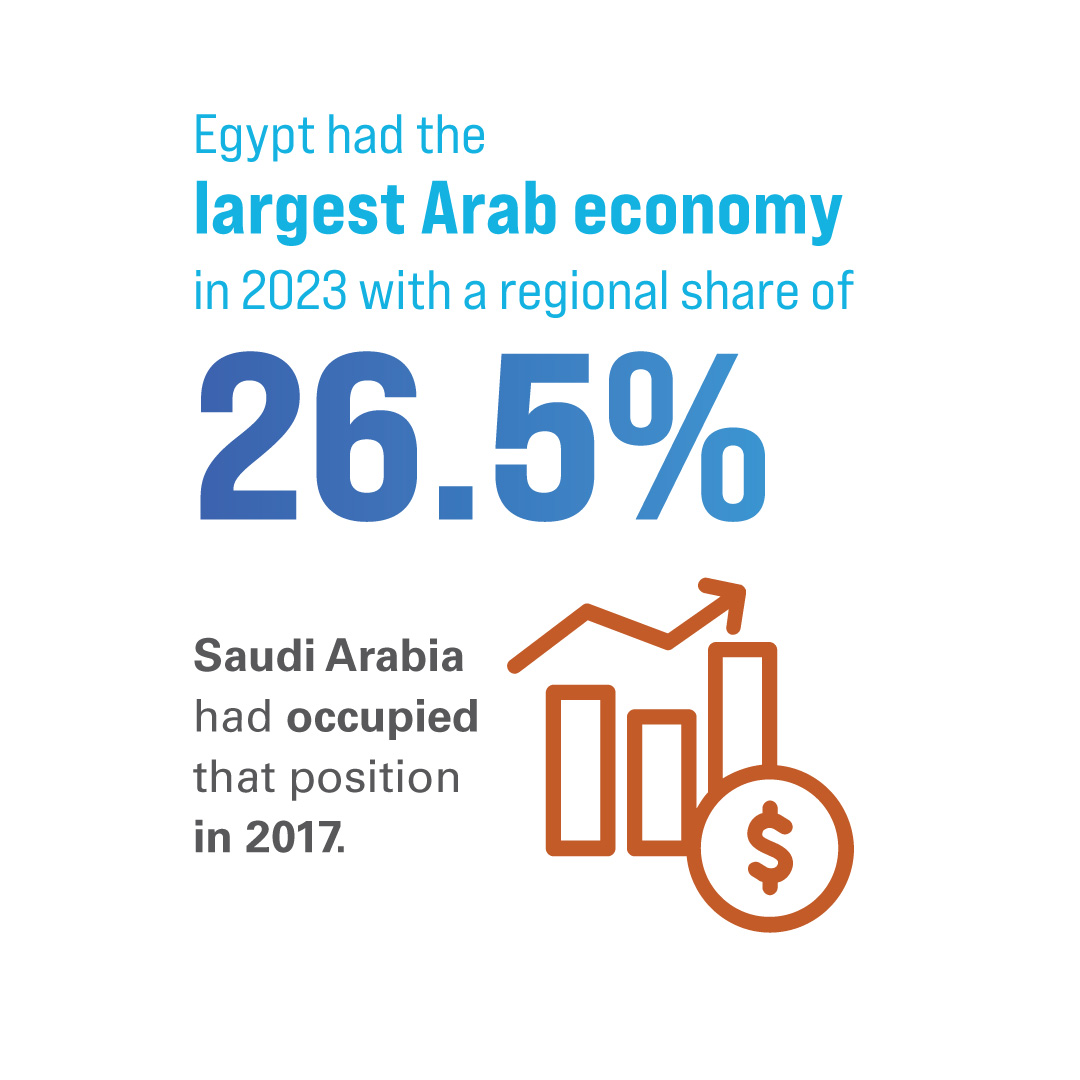 Egypt had the
largest Arab economy
in 2023 with a regional share of
26.5%
Saudi Arabia
had occupied
that position
in 2017.
$